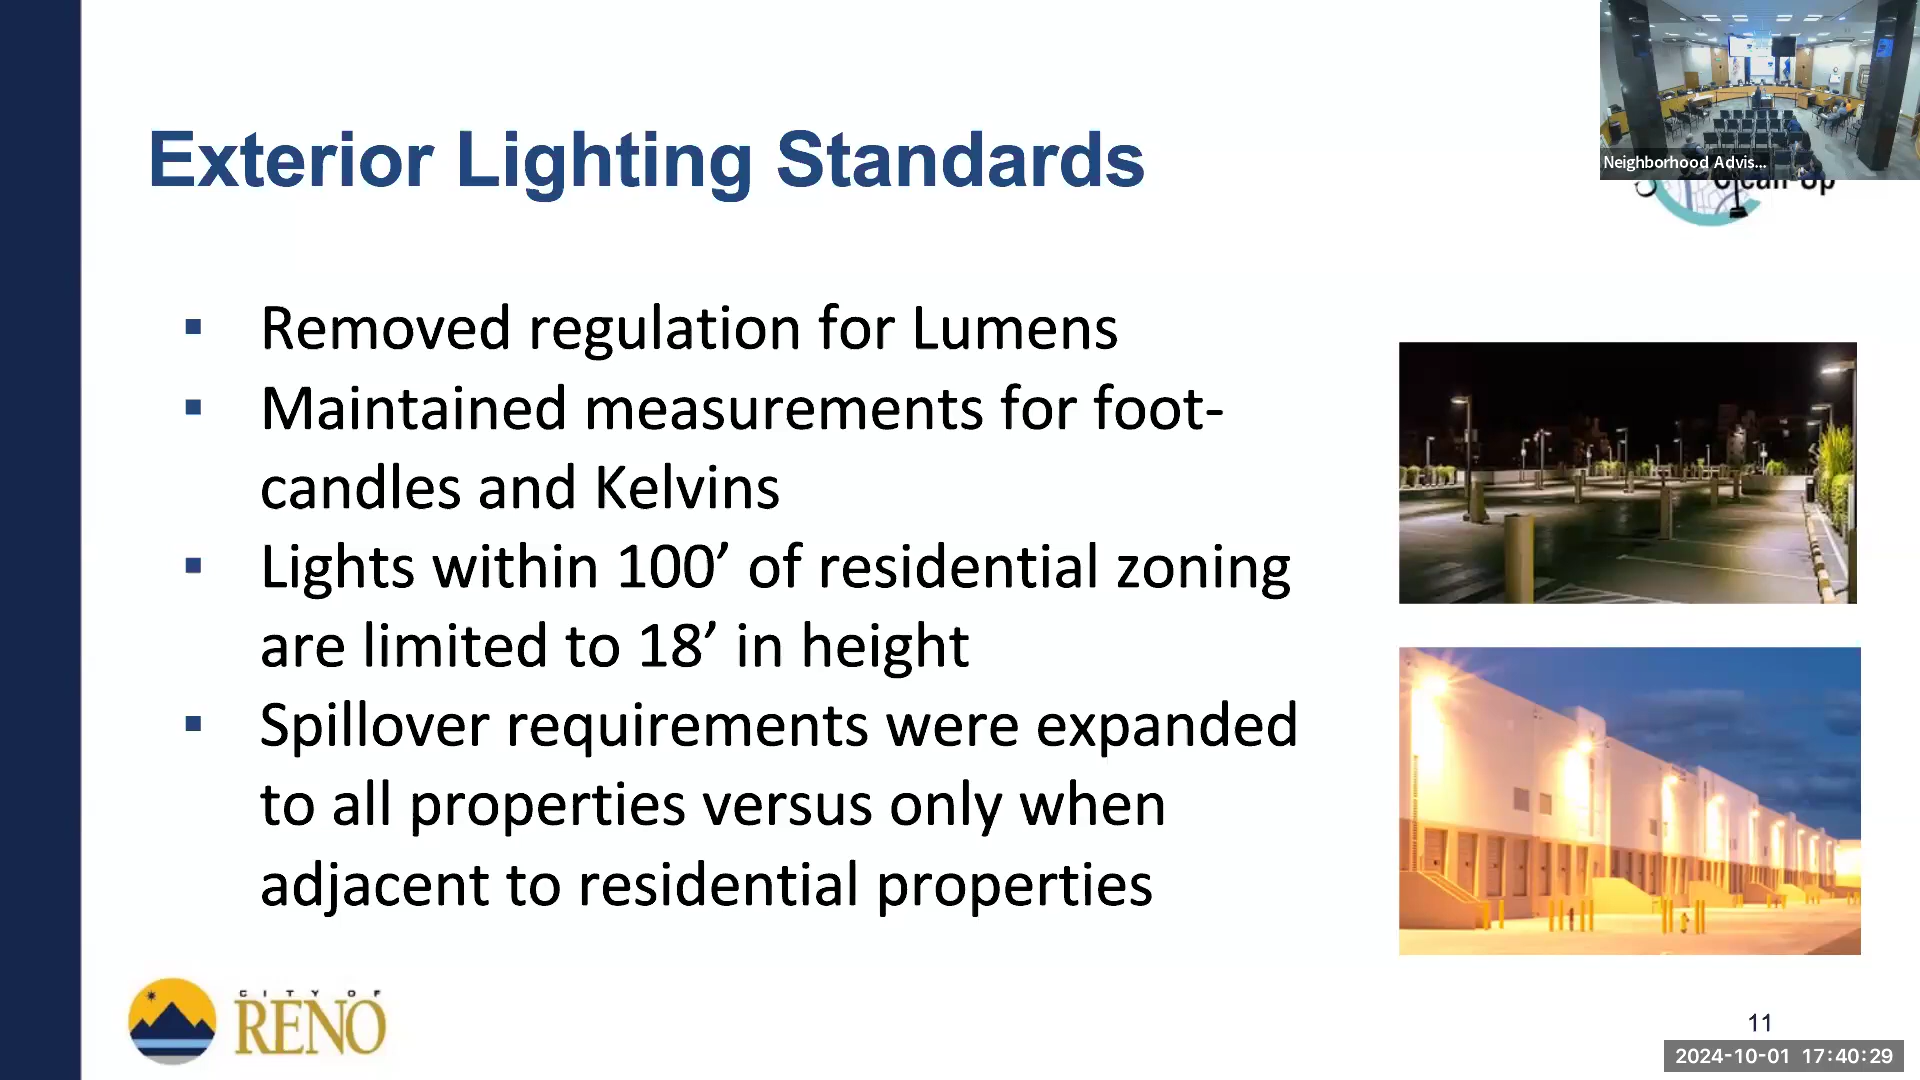 Neighborhood Advis...
Clean-Up
Exterior Lighting Standards
▪ Removed regulation for Lumens
▪ Maintained measurements for foot-
candles and Kelvins
▪ Lights within 100’ of residential zoning
are limited to 18’ in height
▪ Spillover requirements were expanded
to all properties versus only when
adjacent to residential properties
CITY OF
RENO
11
2024-10-01 17:40:29